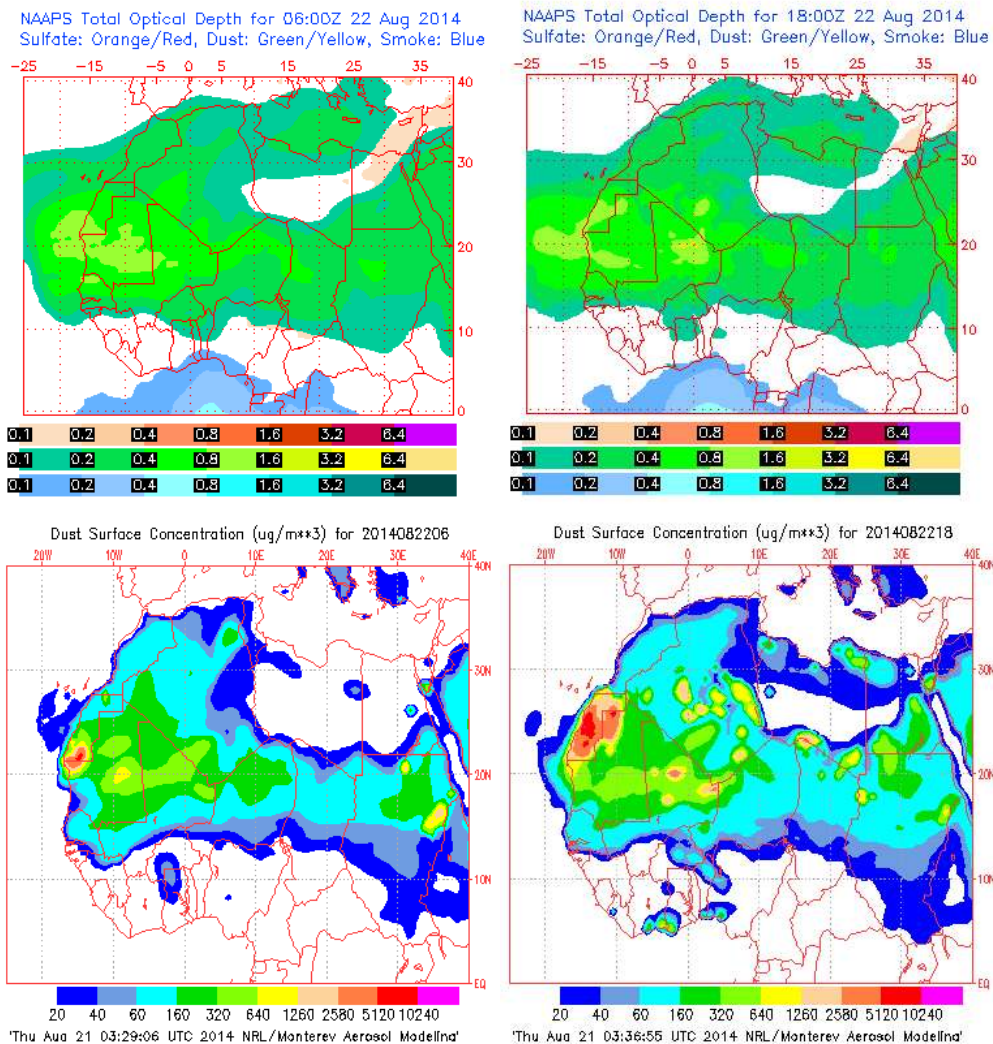 NAAPS Total Optical Depth for 06:00Z 22 Aug 2014
Sulfate: Orange/Red, Dust: Green/Yellow, Smoke: Blue
-25 -15 -5 5 15 25 35
40
30
20
10
0
0.1 0.2 0.4 0.8 1.6 3.2 6.4
0.1 0.2 0.4 0.8 1.6 3.2 6.4
0.1 0.2 0.4 0.8 1.6 3.2 6.4
NAAPS Total Optical Depth for 18:00Z 22 Aug 2014
Sulfate: Orange/Red, Dust: Green/Yellow, Smoke: Blue
-25 -15 -5 5 15 25 35
40
30
20
10
0
0.1 0.2 0.4 0.8 1.6 3.2 6.4
0.1 0.2 0.4 0.8 1.6 3.2 6.4
0.1 0.2 0.4 0.8 1.6 3.2 6.4
Dust Surface Concentration (ug/m**3) for 2014082206
20W 10W 0 10E 20E 30E 40E
40N
30N
20N
10N
EQ
20 40 60 160 320 640 1260 2580 5120 10240
'Thu Aug 21 03:29:06 UTC 2014 NRL/Monterey Aerosol Modeling'
Dust Surface Concentration (ug/m**3) for 2014082218
20W 10W 0 10E 20E 30E 40E
40N
30N
20N
10N
EQ
20 40 60 160 320 640 1260 2580 5120 10240
'Thu Aug 21 03:36:55 UTC 2014 NRL/Monterey Aerosol Modeling'